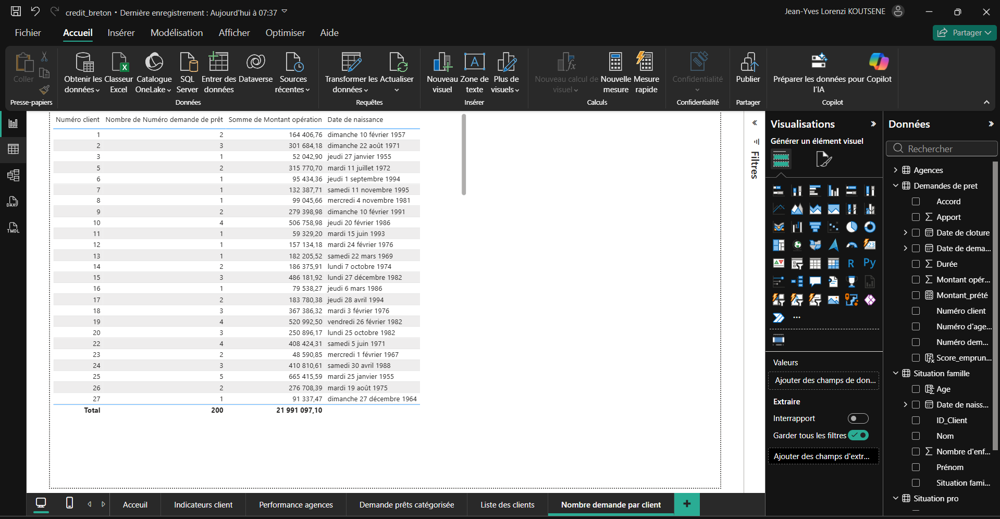 credit_breton • Dernière enregistrement : Aujourd'hui à 07:37
Jean-Yves Lorenzi KOUTSENE
Fichier Accueil Insérer Modélisation Afficher Optimiser Aide
Partager
Coller
Obtenir les données
Classeur Excel
Catalogue OneLake
SQL Server
Entrer des données
Dataverse
Sources récentes
Transformer les données
Actualiser
Nouveau visuel
Zone de texte
Plus de visuels
Nouveau calcul de visuel
Nouvelle mesure
Mesure rapide
Confidentialité
Publier
Préparer les données pour l'IA
Copilot
Presse-papiers Données Requêtes Insérer Calculs Confidentialité Partager Copilot
DAX
TMDL
Numéro client Nombre de Numéro demande de prêt Somme de Montant opération Date de naissance
1 2 164 406,76 dimanche 10 février 1957
2 3 301 684,18 dimanche 22 août 1971
3 1 52 042,90 jeudi 27 janvier 1955
5 2 315 770,70 mardi 11 juillet 1972
6 1 95 434,36 jeudi 1 septembre 1994
7 1 132 387,71 samedi 11 novembre 1995
8 1 99 045,66 mercredi 4 novembre 1981
9 2 279 398,98 dimanche 10 février 1991
10 4 506 758,98 jeudi 20 février 1986
11 1 59 329,20 mardi 15 juin 1993
12 1 157 134,18 mardi 24 février 1976
13 1 182 205,52 samedi 22 mars 1969
14 2 186 375,91 lundi 7 octobre 1974
15 3 486 181,92 lundi 27 décembre 1982
16 1 79 538,27 jeudi 6 mars 1986
17 2 183 780,38 jeudi 28 avril 1994
18 3 367 386,32 mardi 3 février 1976
19 4 520 992,50 vendredi 26 février 1982
20 3 250 896,17 lundi 25 octobre 1982
22 4 408 424,31 samedi 5 juin 1971
23 2 48 590,85 mercredi 1 février 1967
24 3 410 810,61 samedi 30 avril 1988
25 5 665 415,59 mardi 25 janvier 1955
26 2 276 708,39 mardi 19 août 1975
27 1 91 337,47 dimanche 27 décembre 1964
Total 200 21 991 097,10
Filtres
Visualisations
Générer un élément visuel
123
R Py
Valeurs
Ajouter des champs de don...
Extraire
Interrapport
Garder tous les filtres
Ajouter des champs d'extr...
Données
Rechercher
Agences
Demandes de pret
Accord
Apport
Date de cloture
Date de dema...
Durée
Montant opér...
Montant_prété
Numéro client
Numéro d'age...
Numéro dem...
Score_emprun...
Situation famille
Age
Date de naiss...
ID_Client
Nom
Nombre d'enf...
Prénom
Situation fami...
Situation pro
Acceuil Indicateurs client Performance agences Demande prêts catégorisée Liste des clients Nombre demande par client +